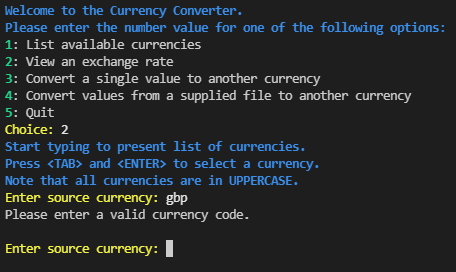 Welcome to the Currency Converter.
Please enter the number value for one of the following options:
1: List available currencies
2: View an exchange rate
3: Convert a single value to another currency
4: Convert values from a supplied file to another currency
5: Quit
Choice: 2
Start typing to present list of currencies.
Press <TAB> and <ENTER> to select a currency.
Note that all currencies are in UPPERCASE.
Enter source currency: gbp
Please enter a valid currency code.
Enter source currency: